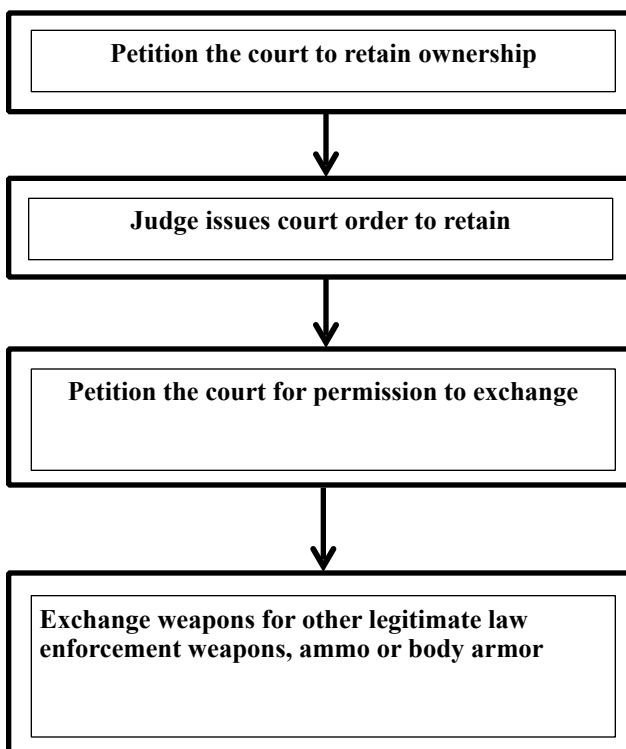 Petition the court to retain ownership
Judge issues court order to retain
Petition the court for permission to exchange
Exchange weapons for other legitimate law
enforcement weapons, ammo or body armor